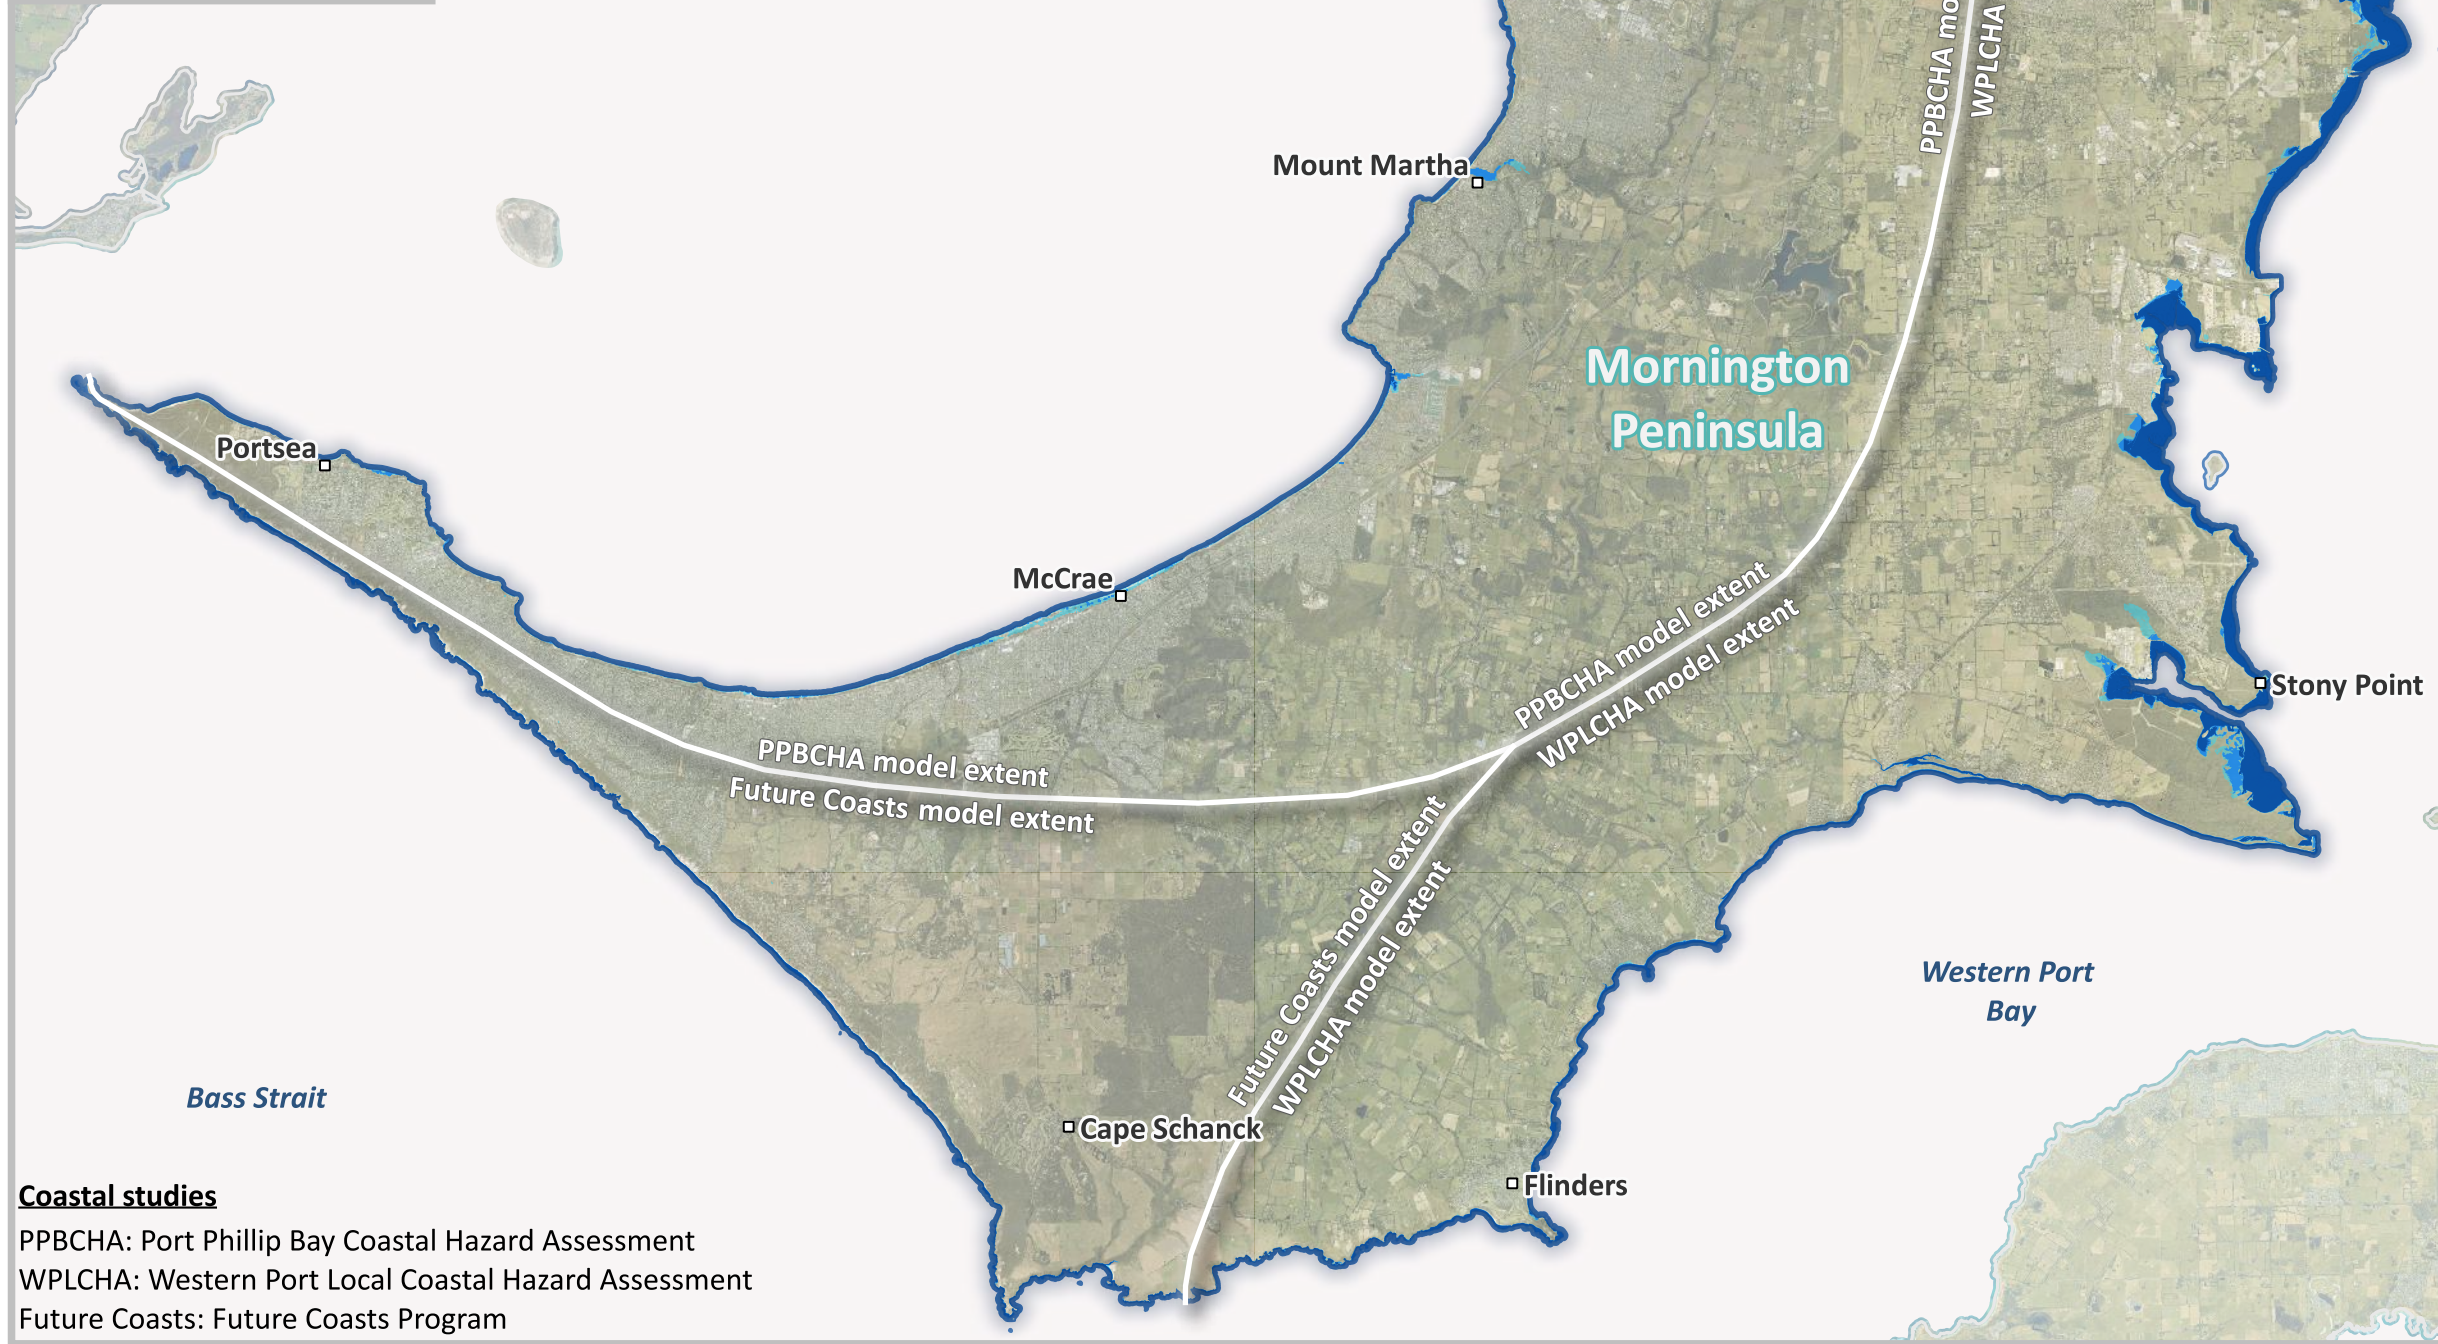 PPBCHA mo
WPLCHA
Mount Martha
Mornington
Peninsula
Portsea
McCrae
PPBCHA model extent
WPLCHA model extent
Stony Point
PPBCHA model extent
Future Coasts model extent
Future Coasts model extent
WPLCHA model extent
Western Port
Bay
Bass Strait
Cape Schanck
Flinders
Coastal studies
PPBCHA: Port Phillip Bay Coastal Hazard Assessment
WPLCHA: Western Port Local Coastal Hazard Assessment
Future Coasts: Future Coasts Program